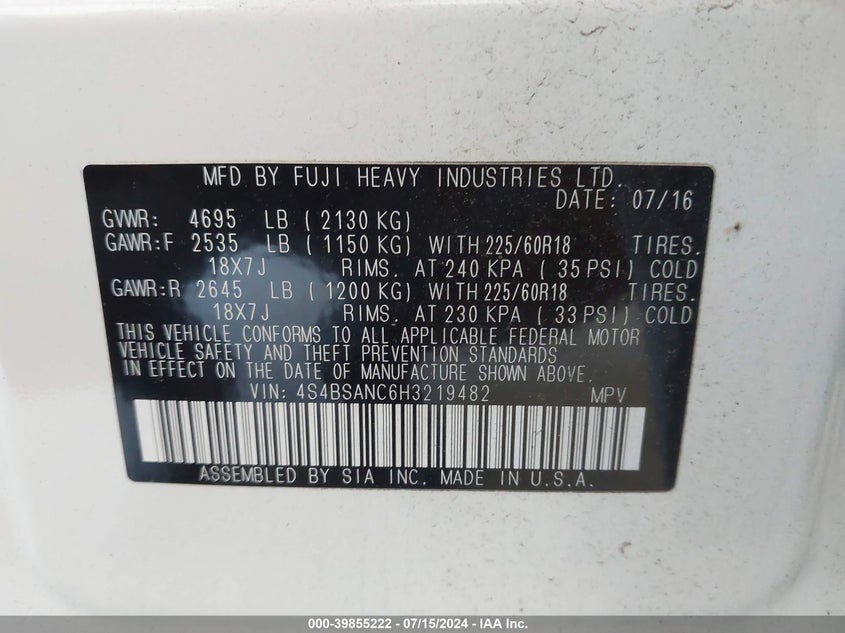 MFD BY FUJI HEAVY INDUSTRIES LTD.
DATE: 07/16
GVWR: 4695 LB ( 2130 KG)
GAWR:F 2535 LB ( 1150 KG) WITH 225/60R18 TIRES.
18X7J RIMS. AT 240 KPA ( 35 PSI) COLD
GAWR:R 2645 LB ( 1200 KG) WITH 225/60R18 TIRES.
18X7J RIMS. AT 230 KPA ( 33 PSI) COLD
THIS VEHICLE CONFORMS TO ALL APPLICABLE FEDERAL MOTOR
VEHICLE SAFETY AND THEFT PREVENTION STANDARDS
IN EFFECT ON THE DATE OF MANUFACTURE SHOWN ABOVE.
VIN: 4S4BSANC6H3219482 MPV
ASSEMBLED BY SIA INC. MADE IN U.S.A.
000-39855222 - 07/15/2024 - IAA Inc.